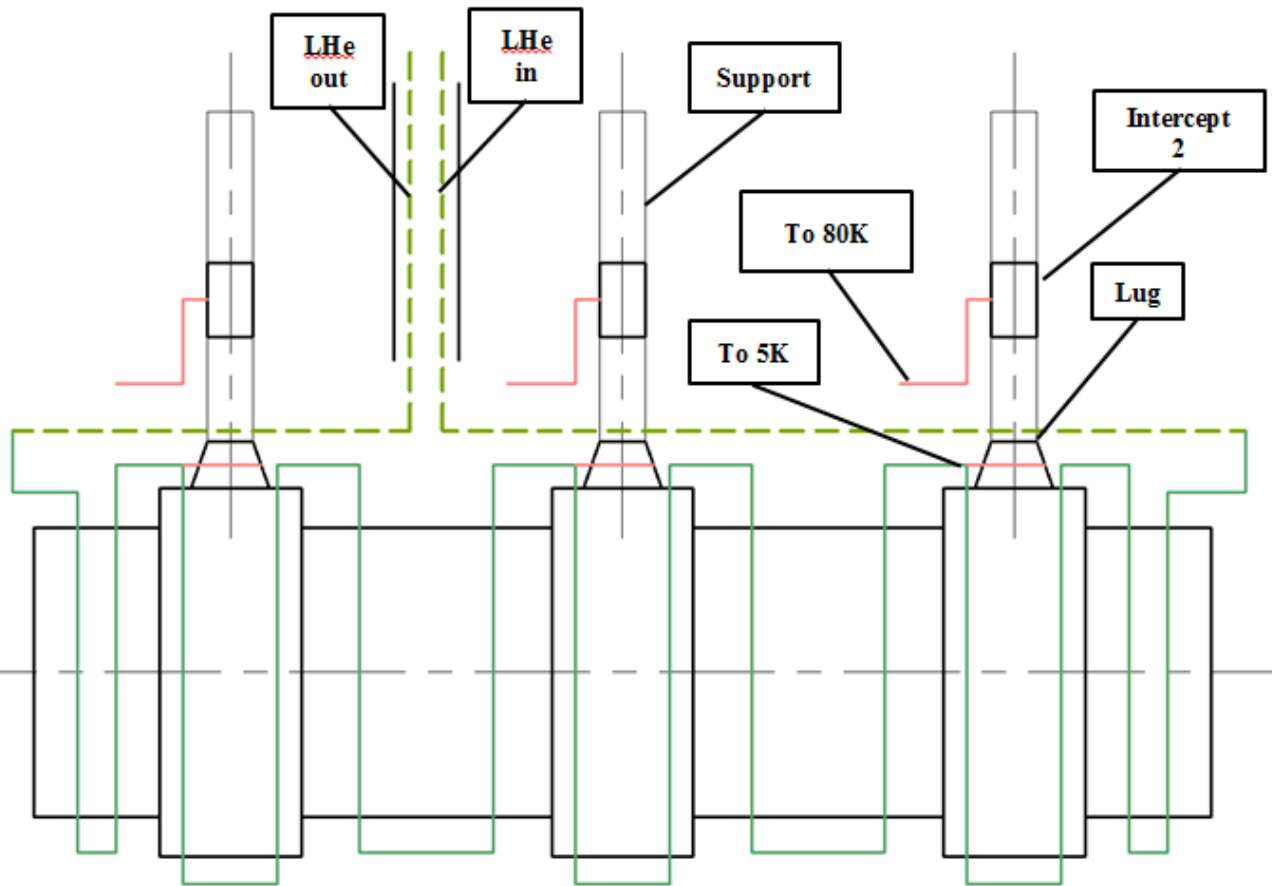 LHe
out
LHe
in
Support
Intercept
2
To 80K
Lug
To 5K